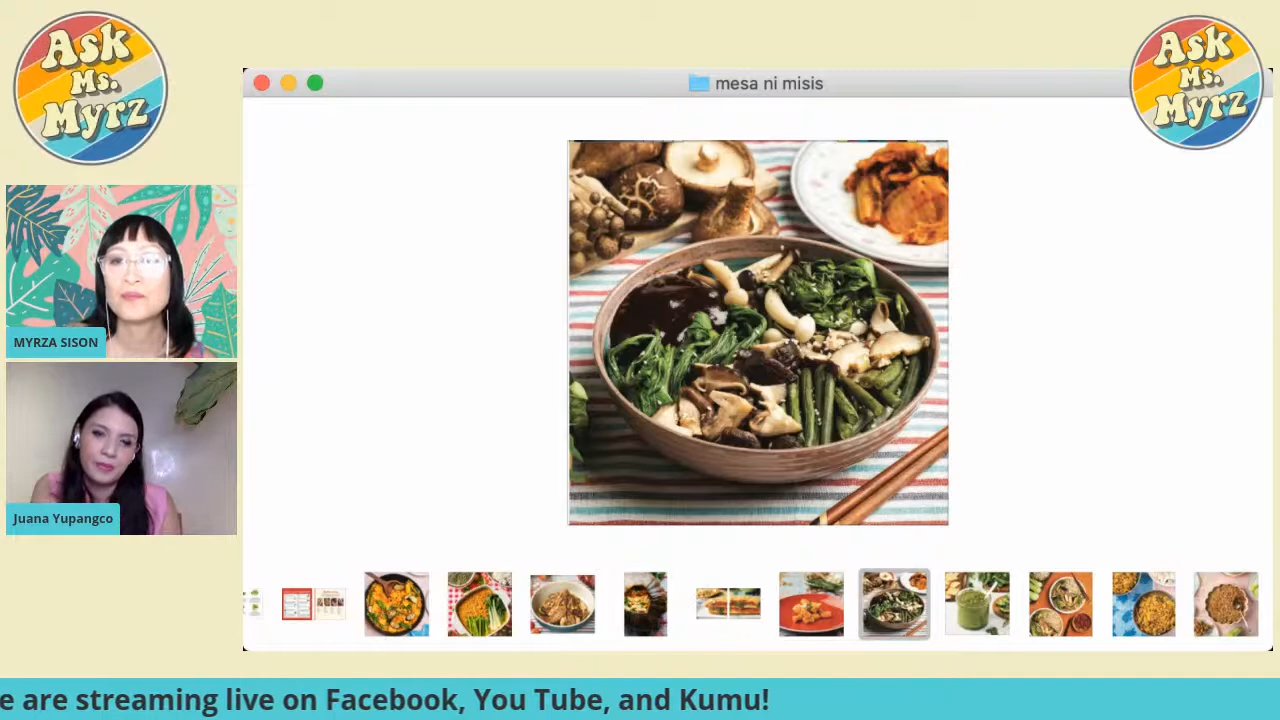 Ask
Ms.
Myrz
mesa ni misis
Ask
Ms.
Myrz
MYRZA SISON
Juana Yupangco
e are streaming live on Facebook, You Tube, and Kumu!